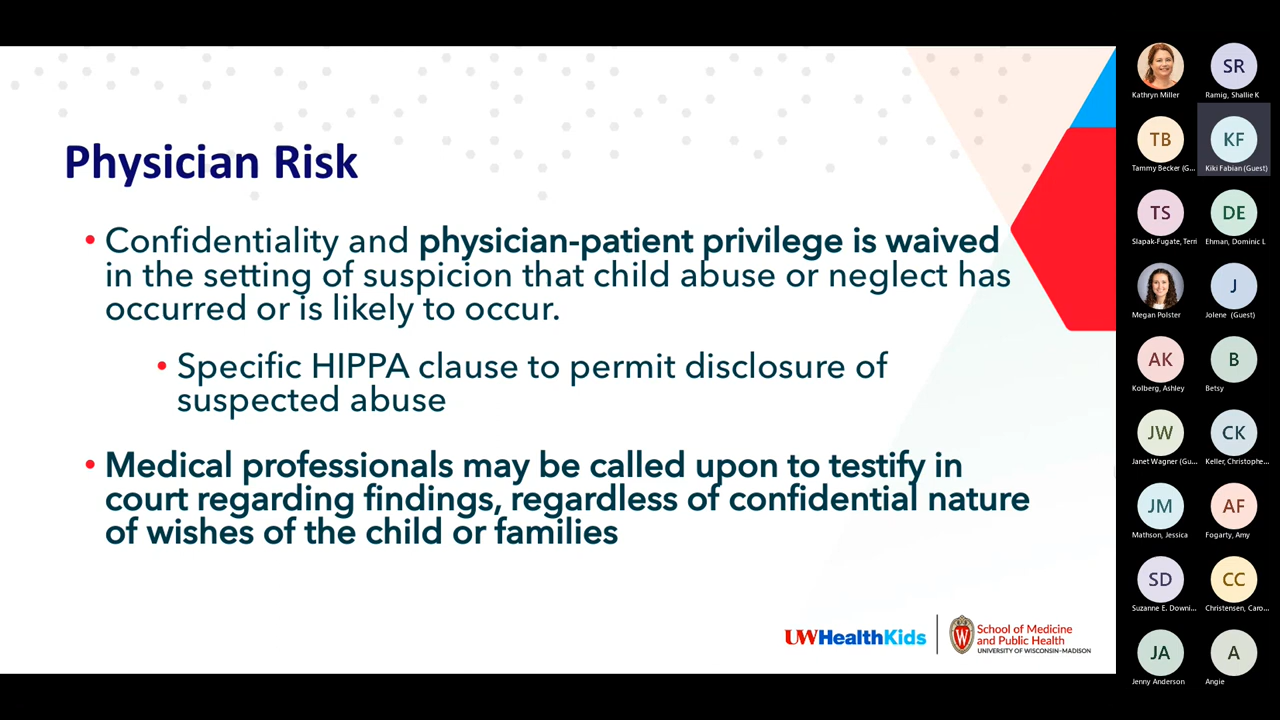 Physician Risk
• Confidentiality and physician-patient privilege is waived
in the setting of suspicion that child abuse or neglect has
occurred or is likely to occur.
• Specific HIPPA clause to permit disclosure of
suspected abuse
• Medical professionals may be called upon to testify in
court regarding findings, regardless of confidential nature
of wishes of the child or families
UWHealthKids
W
School of Medicine
and Public Health
UNIVERSITY OF WISCONSIN-MADISON
Kathryn Miller
SR
Ramig, Shallie K
TB
Tammy Becker (G...
KF
Kiki Fabian (Guest)
TS
Slapak-Fugate, Terri
DE
Ehman, Dominic L
Megan Polster
J
Jolene (Guest)
AK
Kolberg, Ashley
B
Betsy
JW
Janet Wagner (Gu...
CK
Keller, Christophe...
JM
Mathson, Jessica
AF
Fogarty, Amy
SD
Suzanne E. Downi...
CC
Christensen, Caro...
JA
Jenny Anderson
A
Angie